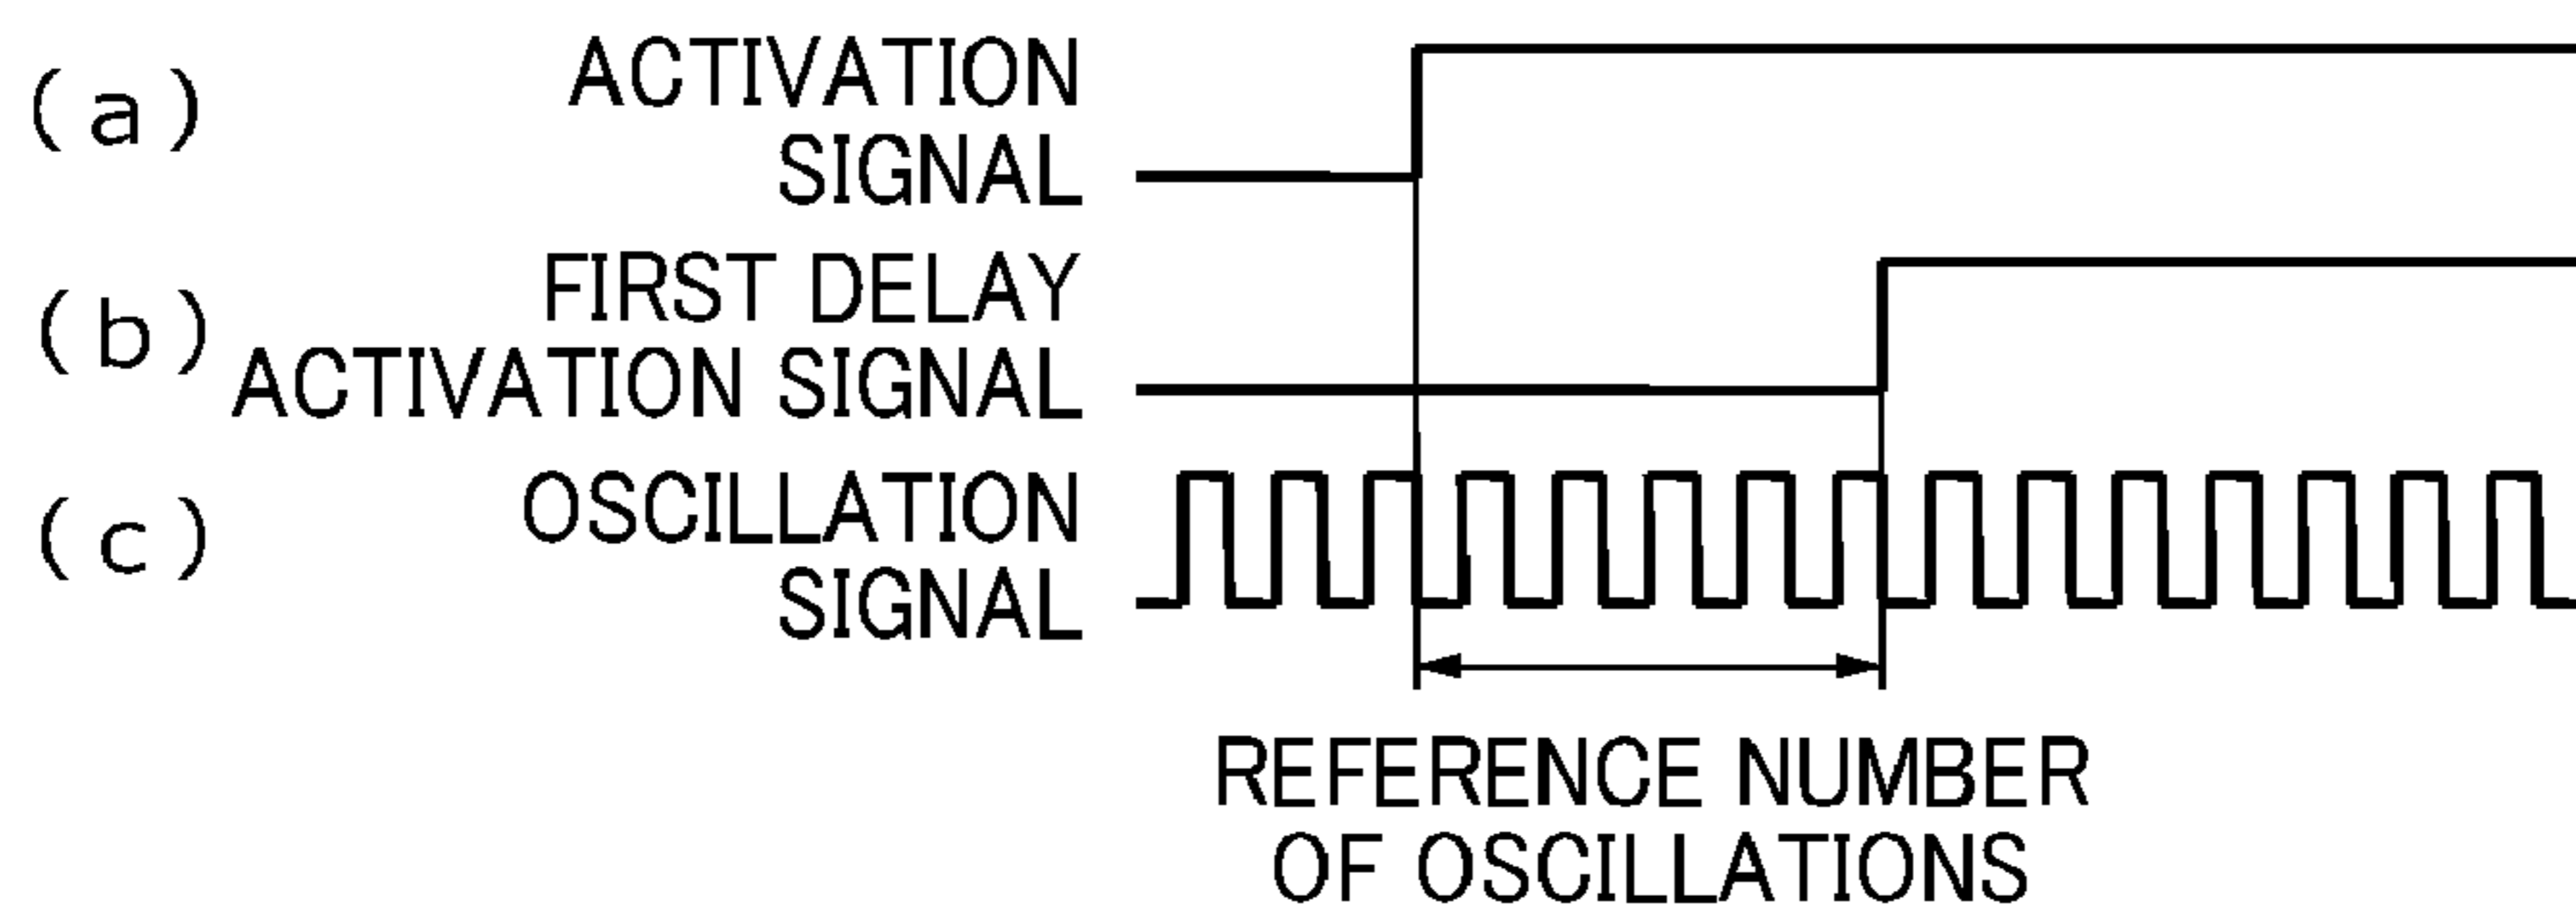 (a) ACTIVATION
SIGNAL
(b) FIRST DELAY
ACTIVATION SIGNAL
(c) OSCILLATION
SIGNAL
REFERENCE NUMBER
OF OSCILLATIONS